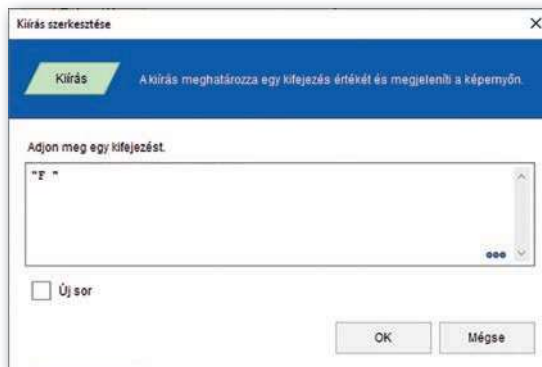 Kiírás szerkesztése
Kiírás
A kiírás meghatározza egy kifejezés értékét és megjeleníti a képernyőn.
Adjon meg egy kifejezést.
"F "
Új sor
OK
Mégse